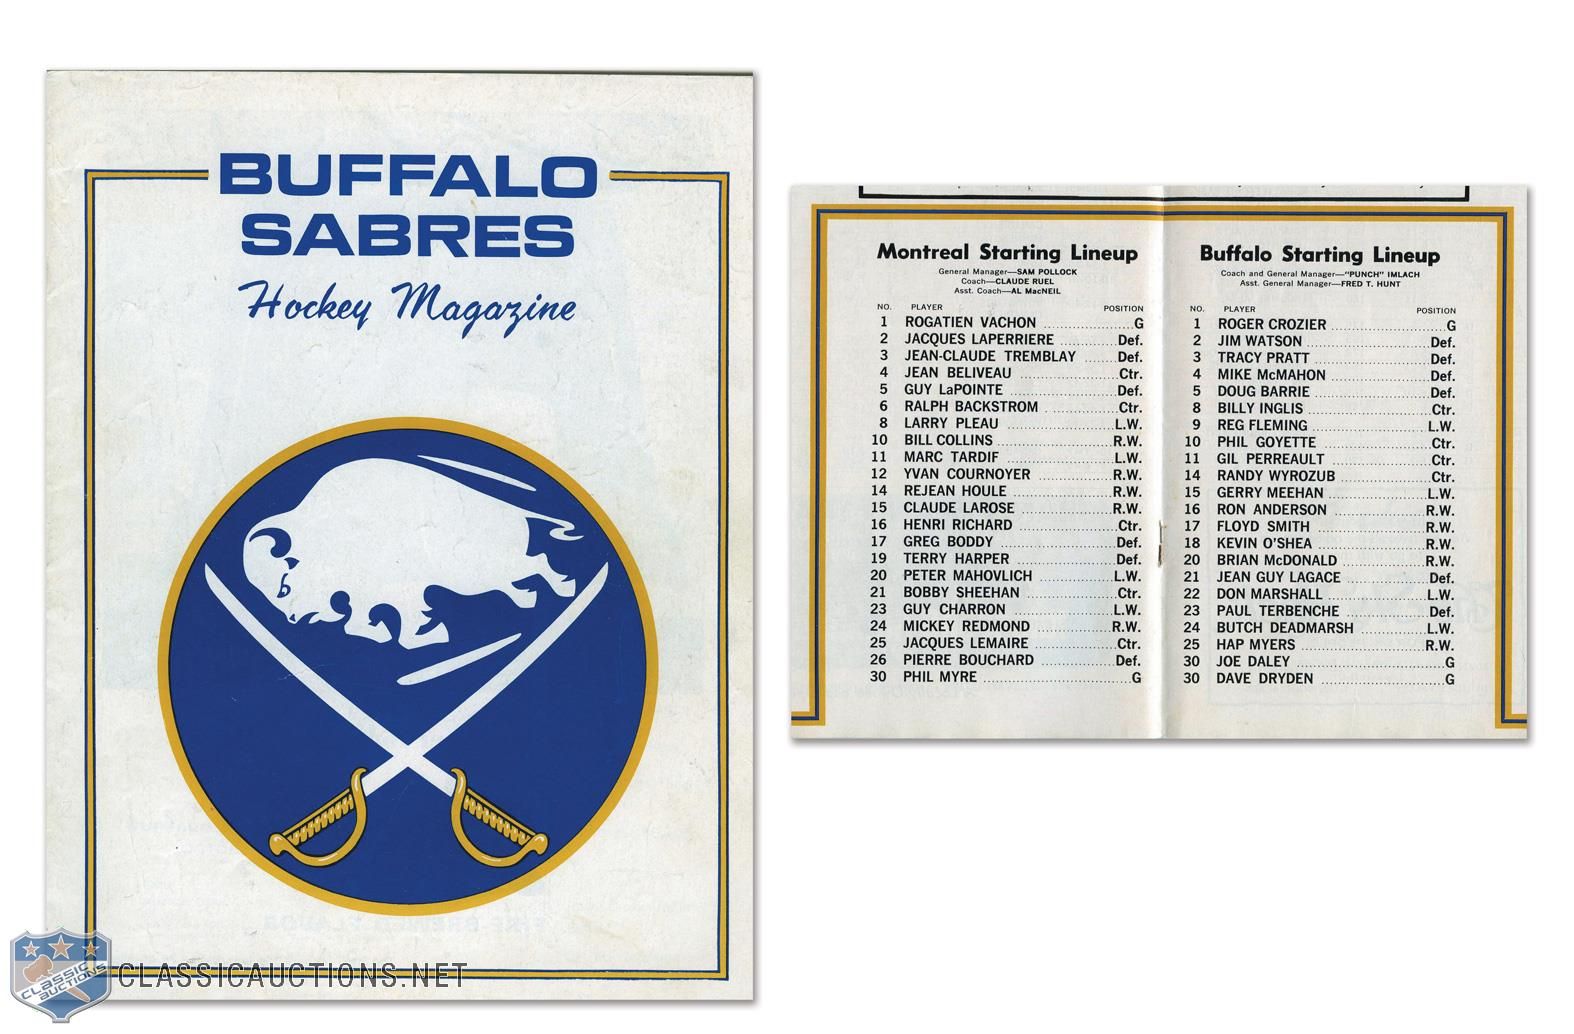 BUFFALO
SABRES
Hockey Magazine
CLASSIC
AUCTIONS
CLASSICAUCTIONS.NET
Montreal Starting Lineup
General Manager—SAM POLLOCK
Coach—CLAUDE RUEL
Asst. Coach—AL MacNEIL
NO. PLAYER POSITION
1 ROGATIEN VACHON G
2 JACQUES LAPERRIERE Def.
3 JEAN-CLAUDE TREMBLAY Def.
4 JEAN BELIVEAU Ctr.
5 GUY LaPOINTE Def.
6 RALPH BACKSTROM Ctr.
8 LARRY PLEAU L.W.
10 BILL COLLINS R.W.
11 MARC TARDIF L.W.
12 YVAN COURNOYER R.W.
14 REJEAN HOULE R.W.
15 CLAUDE LAROSE R.W.
16 HENRI RICHARD Ctr.
17 GREG BODDY Def.
19 TERRY HARPER Def.
20 PETER MAHOVLICH L.W.
21 BOBBY SHEEHAN Ctr.
23 GUY CHARRON L.W.
24 MICKEY REDMOND R.W.
25 JACQUES LEMAIRE Ctr.
26 PIERRE BOUCHARD Def.
30 PHIL MYRE G
Buffalo Starting Lineup
Coach and General Manager—"PUNCH" IMLACH
Asst. General Manager—FRED T. HUNT
NO. PLAYER POSITION
1 ROGER CROZIER G
2 JIM WATSON Def.
3 TRACY PRATT Def.
4 MIKE McMAHON Def.
5 DOUG BARRIE Def.
8 BILLY INGLIS Ctr.
9 REG FLEMING L.W.
10 PHIL GOYETTE Ctr.
11 GIL PERREAULT Ctr.
14 RANDY WYROZUB Ctr.
15 GERRY MEEHAN L.W.
16 RON ANDERSON R.W.
17 FLOYD SMITH R.W.
18 KEVIN O'SHEA R.W.
20 BRIAN McDONALD R.W.
21 JEAN GUY LAGACE Def.
22 DON MARSHALL L.W.
23 PAUL TERBENCHE Def.
24 BUTCH DEADMARSH L.W.
25 HAP MYERS R.W.
30 JOE DALEY G
30 DAVE DRYDEN G